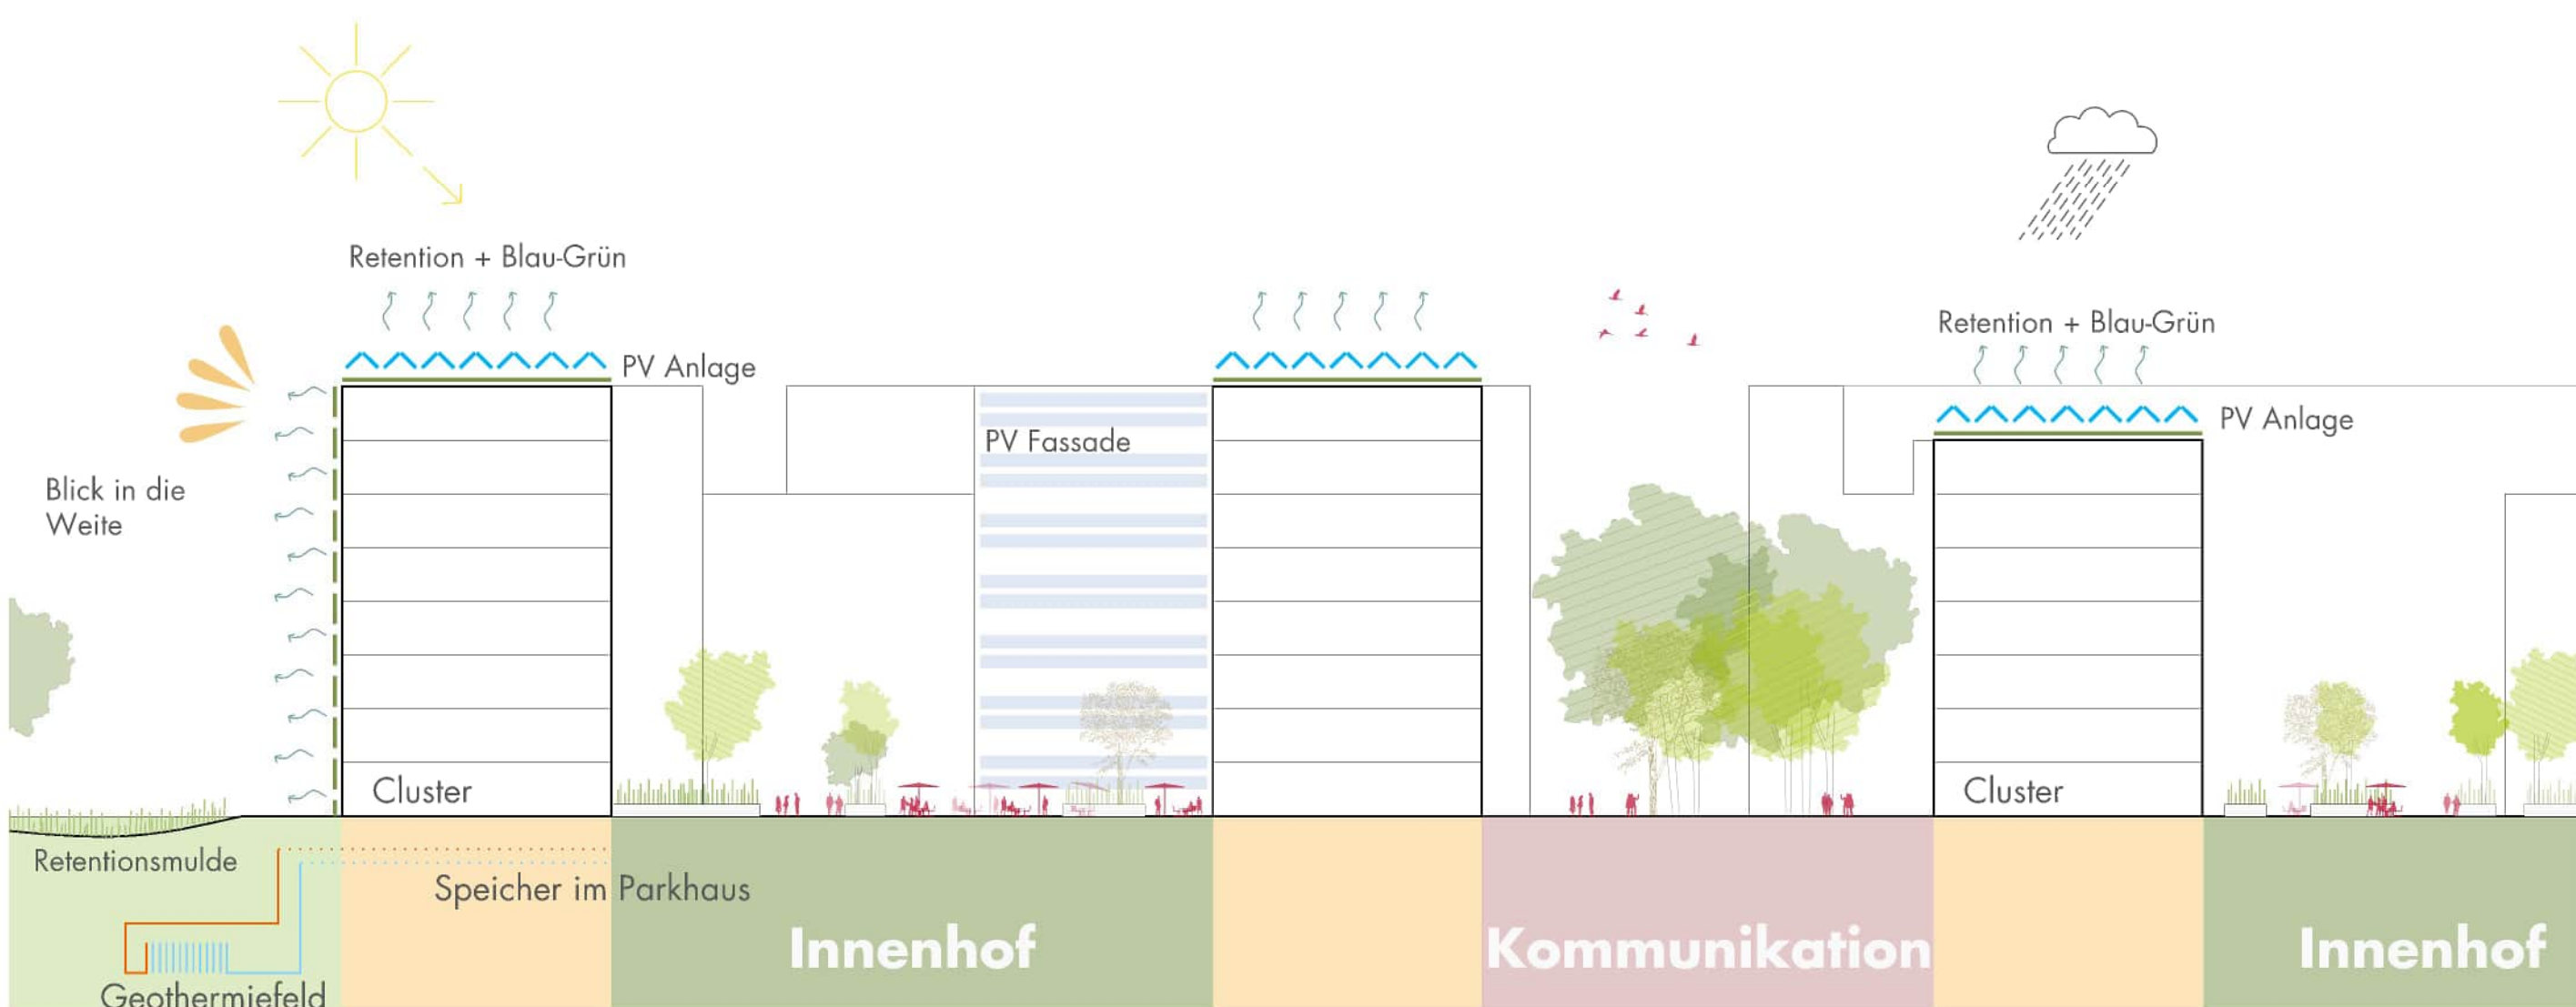 Retention + Blau-Grün
Retention + Blau-Grün
PV Anlage
PV Anlage
PV Fassade
Blick in die
Weite
Cluster
Cluster
Retentionsmulde
Speicher im Parkhaus
Innenhof
Kommunikation
Innenhof
Geothermiefeld